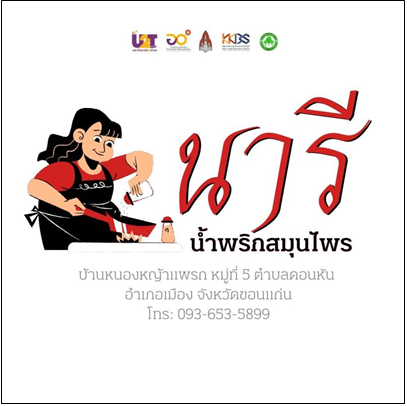 U2T
KKBS
นารี
น้ำพริกสมุนไพร
บ้านหนองหญ้าแพรก หมู่ที่ 5 ตำบลดอนหัน
อำเภอเมือง จังหวัดขอนแก่น
โทร: 093-653-5899